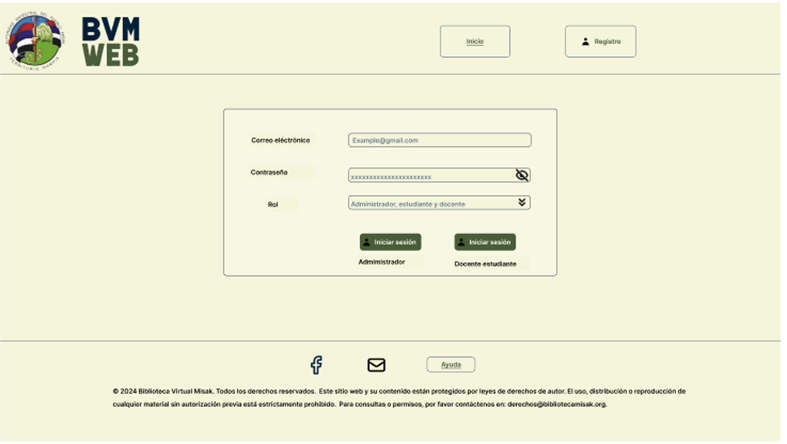 BVM
WEB
Inicio
Registro
Correo eléctrónico
Example@gmail.com
Contraseña
xxxxxxxxxxxxxxxxxxxxxx
Rol
Administrador, estudiante y docente
Iniciar sesión
Iniciar sesión
Admimistrador
Docente estudiante
Ayuda
© 2024 Biblioteca Virtual Misak. Todos los derechos reservados. Este sitio web y su contenido están protegidos por leyes de derechos de autor. El uso, distribución o reproducción de
cualquier material sin autorización previa está estrictamente prohibido. Para consultas o permisos, por favor contáctenos en: derechos@bibliotecamisak.org.